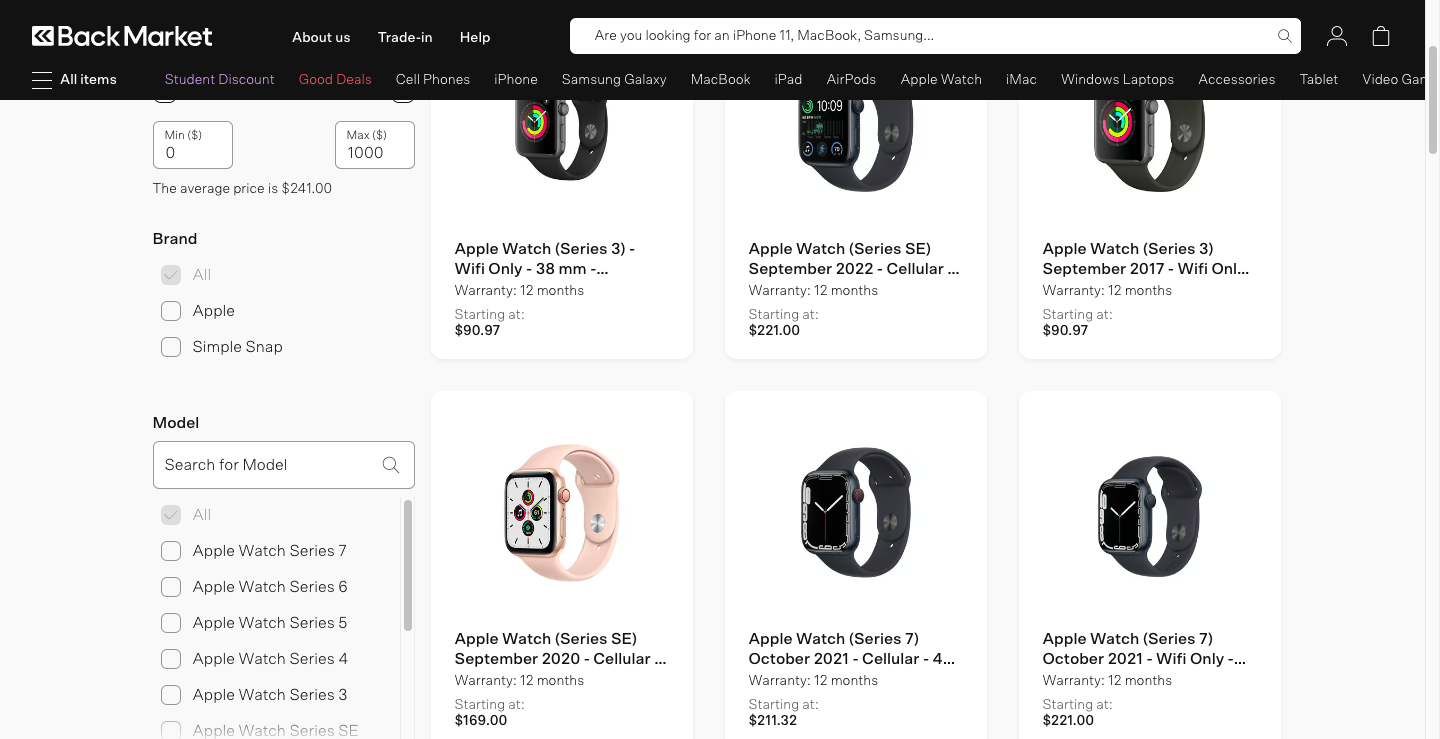 BackMarket
About us
Trade-in
Help
Are you looking for an iPhone 11, MacBook, Samsung...
All items
Student Discount
Good Deals
Cell Phones
iPhone
Samsung Galaxy
MacBook
iPad
AirPods
Apple Watch
iMac
Windows Laptops
Accessories
Tablet
Video Gam
Min ($)
0
Max ($)
1000
The average price is $241.00
Brand
All
Apple
Simple Snap
Model
Search for Model
All
Apple Watch Series 7
Apple Watch Series 6
Apple Watch Series 5
Apple Watch Series 4
Apple Watch Series 3
Apple Watch Series SE
Apple Watch (Series 3) -
Wifi Only - 38 mm -...
Warranty: 12 months
Starting at:
$90.97
10:09
Apple Watch (Series SE)
September 2022 - Cellular ...
Warranty: 12 months
Starting at:
$221.00
Apple Watch (Series 3)
September 2017 - Wifi Onl...
Warranty: 12 months
Starting at:
$90.97
Apple Watch (Series SE)
September 2020 - Cellular ...
Warranty: 12 months
Starting at:
$169.00
Apple Watch (Series 7)
October 2021 - Cellular - 4...
Warranty: 12 months
Starting at:
$211.32
Apple Watch (Series 7)
October 2021 - Wifi Only -...
Warranty: 12 months
Starting at:
$221.00